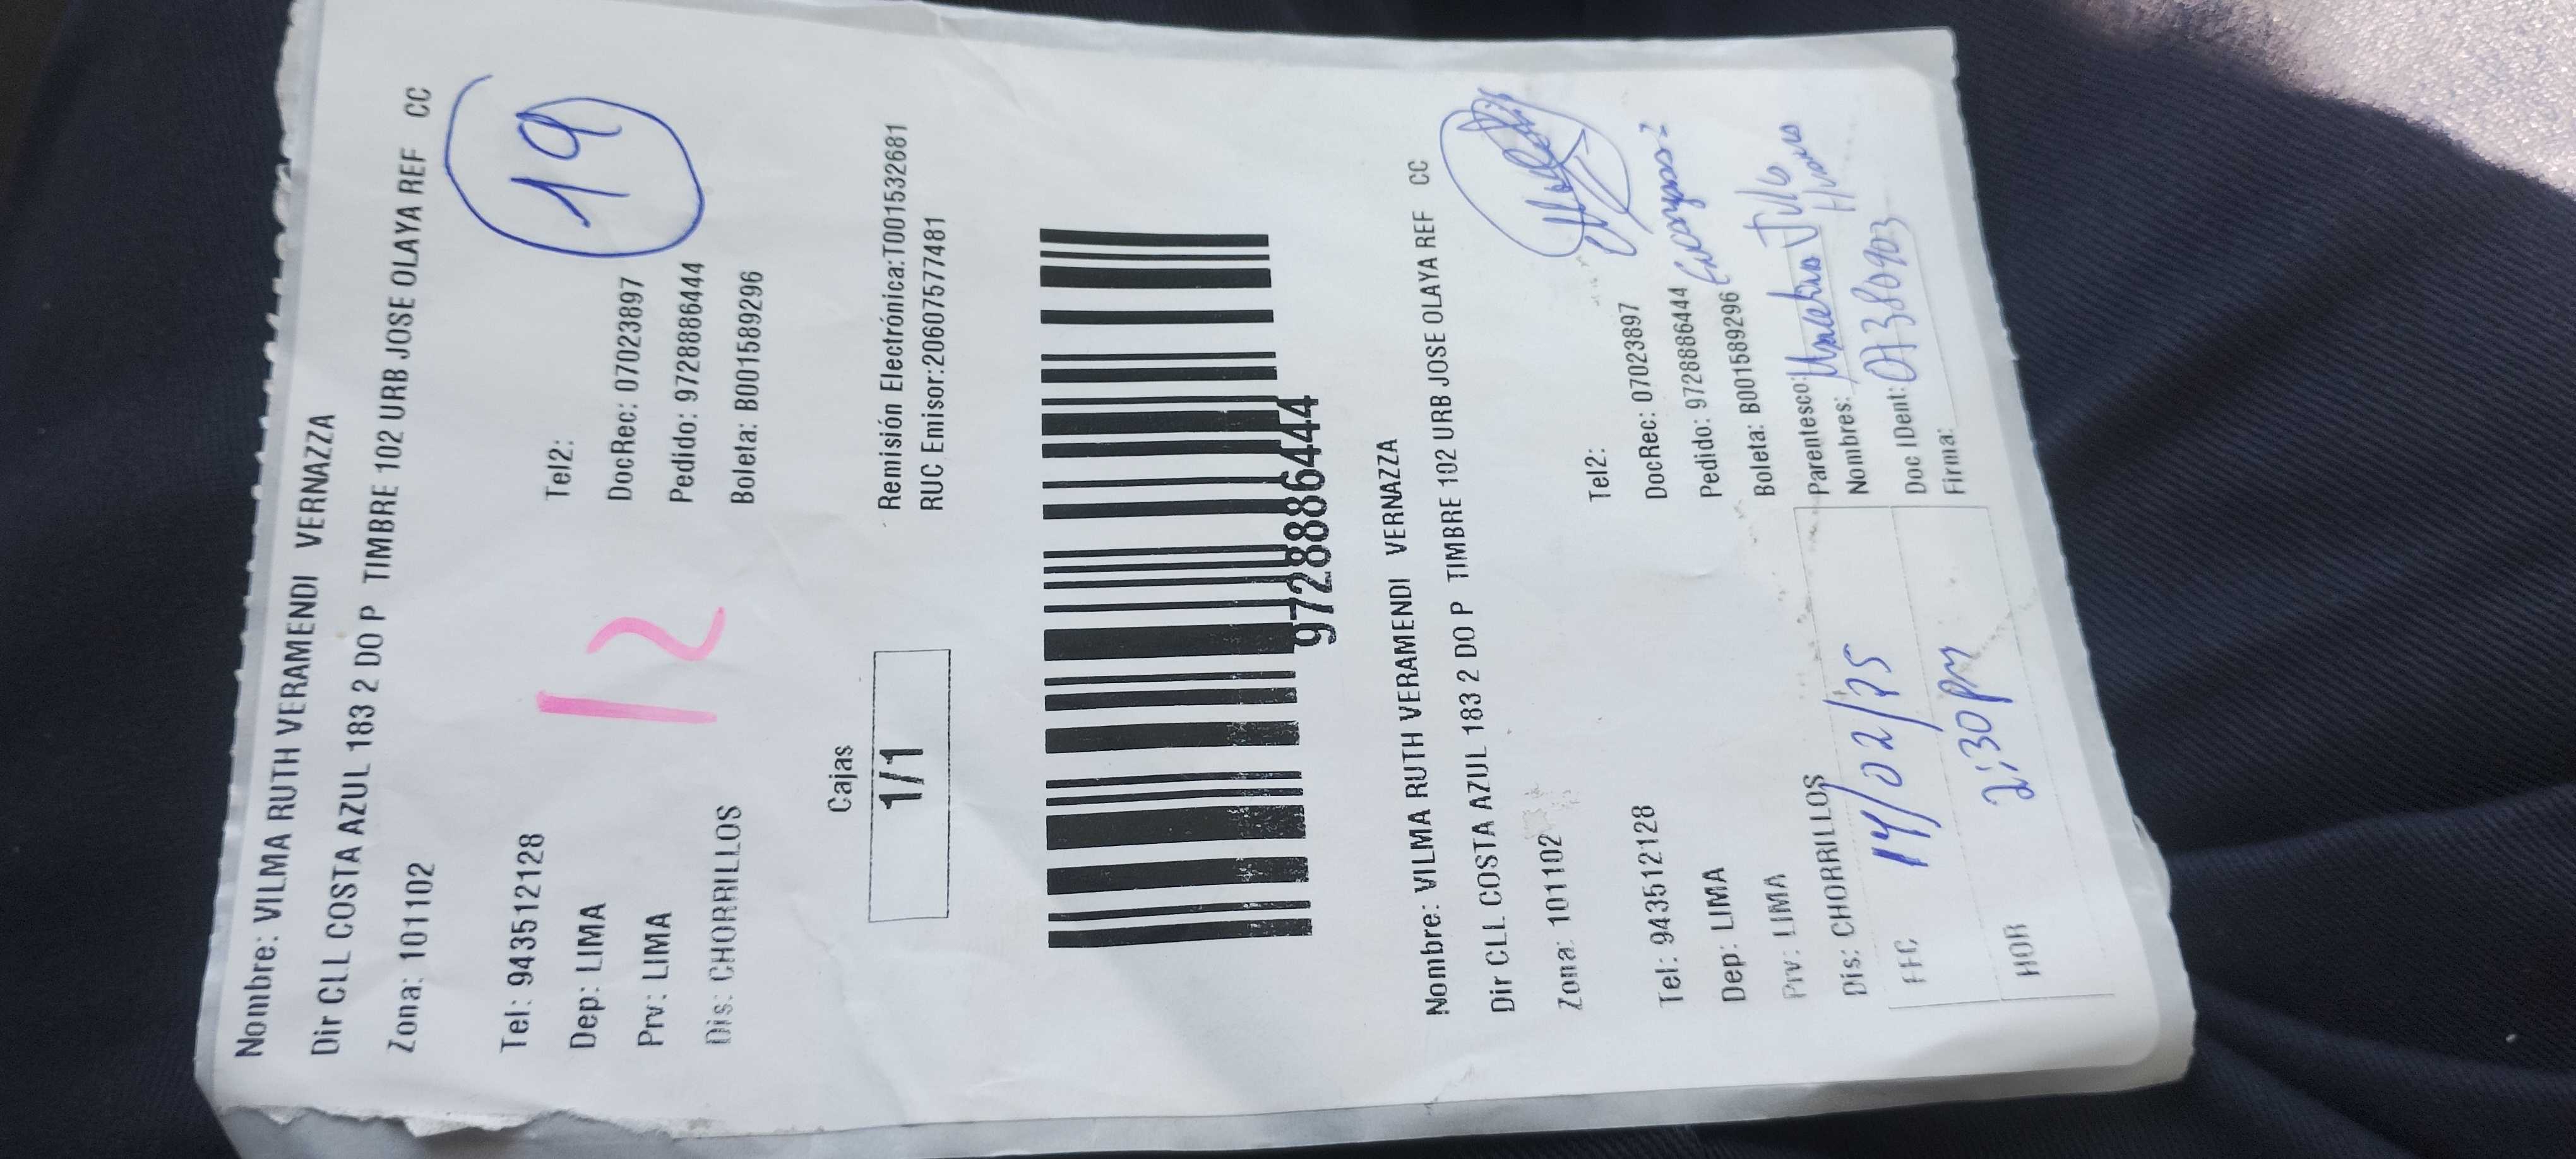 Nombre: VILMA RUTH VERAMENDI VERNAZZA
Dir CLL COSTA AZUL 183 2 DO P TIMBRE 102 URB JOSE OLAYA REF CC
Zona: 101102
19
Tel: 943512128 Tel2:
Dep: LIMA DocRec: 07023897
Prv: LIMA Pedido: 9728886444
Dis: CHORRILLOS Boleta: B001589296
12
Cajas
1/1
Remisión Electrónica:T001532681
RUC Emisor:20607577481
9728886444
Nombre: VILMA RUTH VERAMENDI VERNAZZA
Dir CLL COSTA AZUL 183 2 DO P TIMBRE 102 URB JOSE OLAYA REF CC
Zona: 101102
Tel: 943512128 Tel2:
Dep: LIMA DocRec: 07023897
Prv: LIMA Pedido: 9728886444
Dis: CHORRILLOS Boleta: B001589296
FEC 14/02/25
HOR 2:30 pm
Parentesco:
Nombres: Julio
Doc IDent:
Firma: